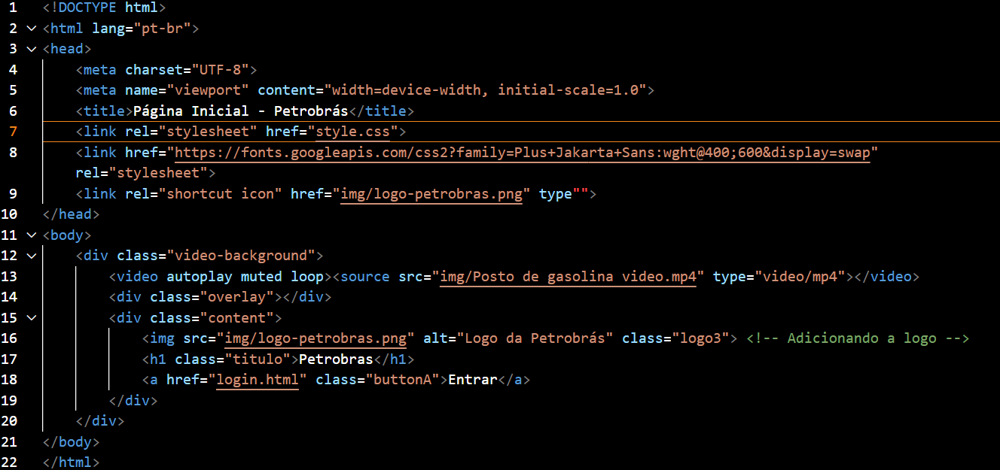 1 <!DOCTYPE html>
2 <html lang="pt-br">
3 <head>
4     <meta charset="UTF-8">
5     <meta name="viewport" content="width=device-width, initial-scale=1.0">
6     <title>Página Inicial - Petrobrás</title>
7     <link rel="stylesheet" href="style.css">
8     <link href="https://fonts.googleapis.com/css2?family=Plus+Jakarta+Sans:wght@400;600&display=swap"
    rel="stylesheet">
9     <link rel="shortcut icon" href="img/logo-petrobras.png" type"">
10 </head>
11 <body>
12     <div class="video-background">
13         <video autoplay muted loop><source src="img/Posto de gasolina video.mp4" type="video/mp4"></video>
14         <div class="overlay"></div>
15         <div class="content">
16             <img src="img/logo-petrobras.png" alt="Logo da Petrobrás" class="logo3"> <!-- Adicionando a logo -->
17             <h1 class="titulo">Petrobras</h1>
18             <a href="login.html" class="buttonA">Entrar</a>
19         </div>
20     </div>
21 </body>
22 </html>